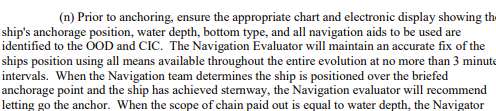 (n) Prior to anchoring, ensure the appropriate chart and electronic display showing the
ship's anchorage position, water depth, bottom type, and all navigation aids to be used are
identified to the OOD and CIC. The Navigation Evaluator will maintain an accurate fix of the
ships position using all means available throughout the entire evolution at no more than 3 minute
intervals. When the Navigation team determines the ship is positioned over the briefed
anchorage point and the ship has achieved sternway, the Navigation evaluator will recommend
letting go the anchor. When the scope of chain paid out is equal to water depth, the Navigator